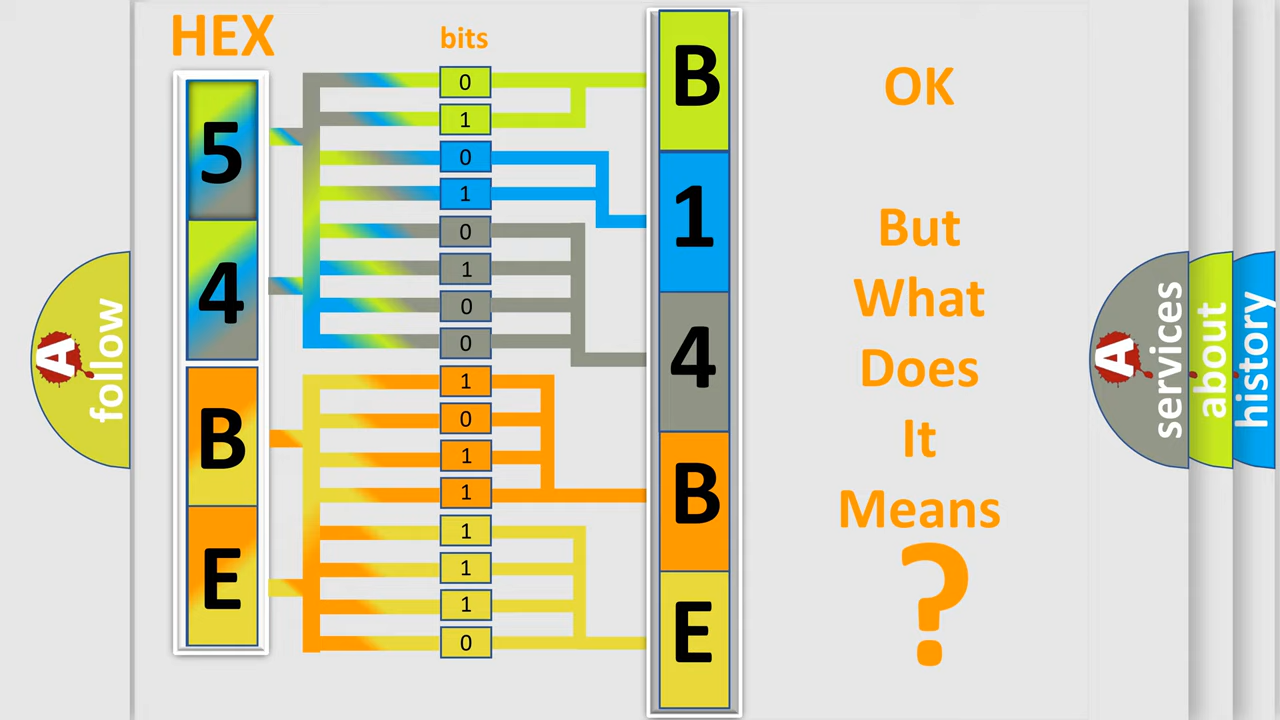 HEX
bits
5
4
B
E
0
1
0
1
0
1
0
0
1
0
1
1
1
1
1
0
B
1
4
B
E
OK
But
What
Does
It
Means
?
A
follow
A
services
about
history